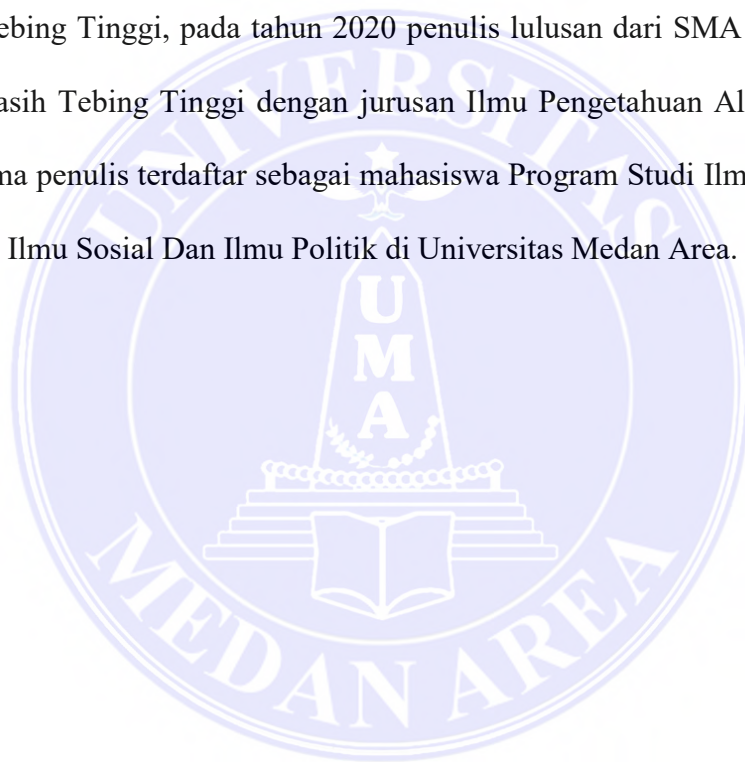 ebing Tinggi, pada tahun 2020 penulis lulusan dari SMA
asih Tebing Tinggi dengan jurusan Ilmu Pengetahuan Al
na penulis terdaftar sebagai mahasiswa Program Studi Ilm
Ilmu Sosial Dan Ilmu Politik di Universitas Medan Area.
UNIVERSITAS
UMA
MEDAN AREA